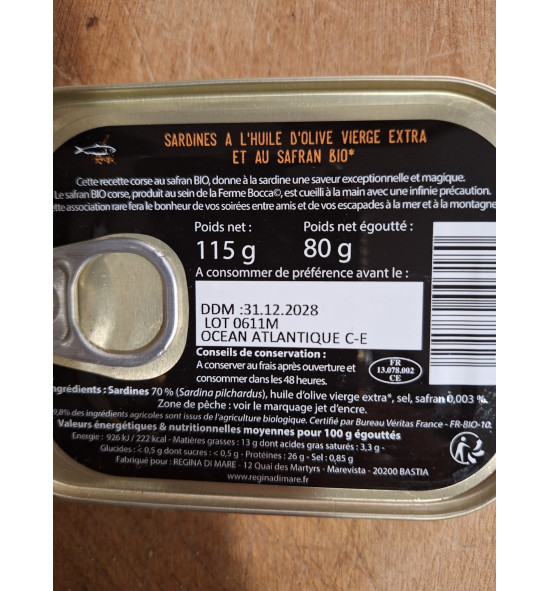 SARDINES A L'HUILE D'OLIVE VIERGE EXTRA
ET AU SAFRAN BIO*
Cette recette corse au safran BIO, donne à la sardine une saveur exceptionnelle et magique.
Le safran BIO corse, produit au sein de la Ferme Bocca©, est cueilli à la main avec une infinie précaution.
association rare fera le bonheur de vos soirées entre amis et de vos escapades à la mer et à la montagne
Poids net :
115 g
Poids net égoutté :
80 g
A consommer de préférence avant le :
DDM :31.12.2028
LOT 0611M
OCEAN ATLANTIQUE C-E
Conseils de conservation :
A conserver au frais après ouverture et
consommer dans les 48 heures.
FR
13.078.002
CE
ngrédients : Sardines 70 % (Sardina pilchardus), huile d'olive vierge extra*, sel, safran 0,003 %.
Zone de pêche : voir le marquage jet d'encre.
9,8% des ingrédients agricoles sont issus de l'agriculture biologique. Certifié par Bureau Véritas France - FR-BIO-10.
Valeurs énergétiques & nutritionnelles moyennes pour 100 g égouttés
Energie : 926 kJ / 222 kcal - Matières grasses : 13 g dont acides gras saturés : 3,3 g -
Glucides : < 0,5 g dont sucres : < 0,5 g - Protéines : 26 g - Sel : 0,85 g
Fabriqué pour : REGINA DI MARE - 12 Quai des Martyrs - Marevista - 20200 BASTIA
www.reginadimare.fr